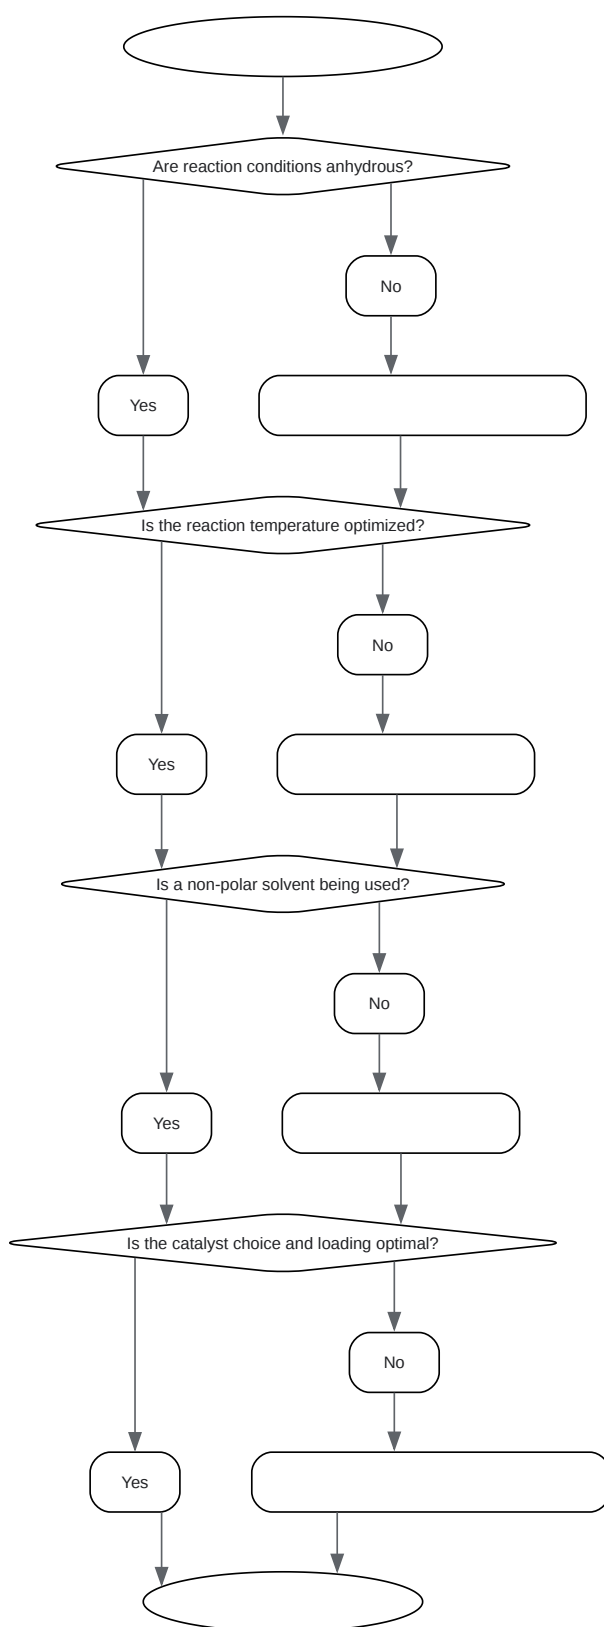 Are reaction conditions anhydrous?
No
Yes
Is the reaction temperature optimized?
No
Yes
Is a non-polar solvent being used?
No
Yes
Is the catalyst choice and loading optimal?
No
Yes